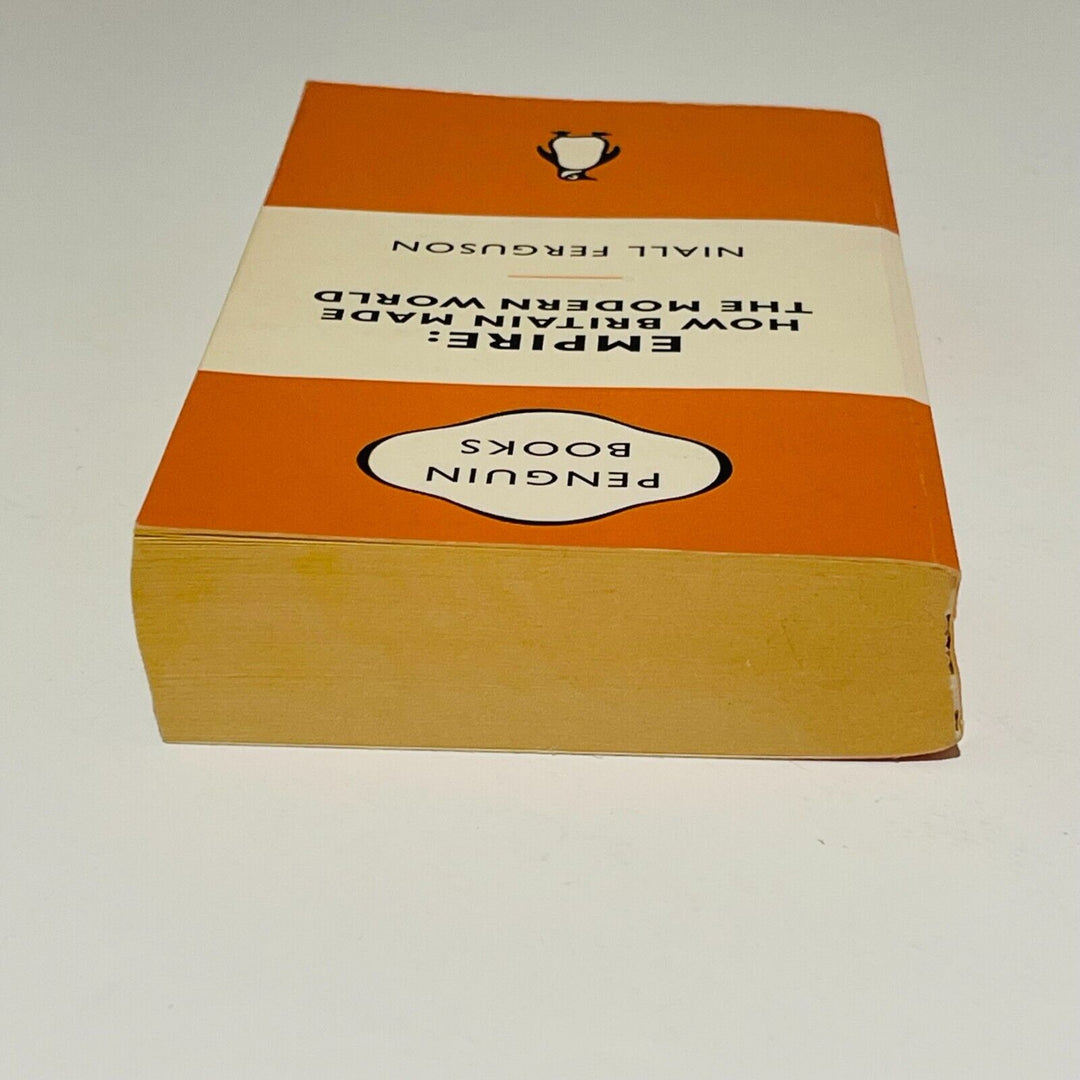 PENGUIN
BOOKS
EMPIRE:
HOW BRITAIN MADE
THE MODERN WORLD
NIALL FERGUSON